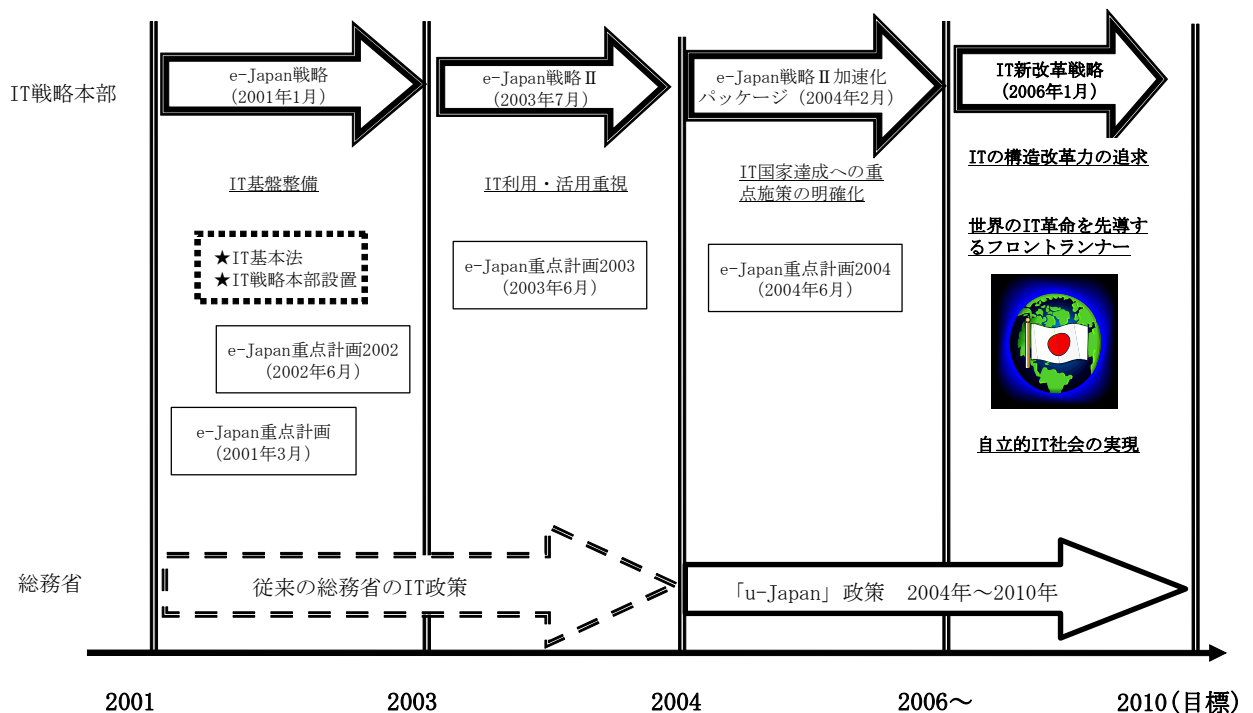 IT戦略本部
e-Japan戦略
(2001年1月)
e-Japan戦略Ⅱ
(2003年7月)
e-Japan戦略Ⅱ加速化
パッケージ (2004年2月)
IT新改革戦略
(2006年1月)
IT基盤整備
IT利用・活用重視
IT国家達成への重
点施策の明確化
ITの構造改革力の追求
世界のIT革命を先導す
るフロントランナー
★IT基本法
★IT戦略本部設置
e-Japan重点計画2003
(2003年6月)
e-Japan重点計画2004
(2004年6月)
e-Japan重点計画2002
(2002年6月)
e-Japan重点計画
(2001年3月)
自立的IT社会の実現
総務省
従来の総務省のIT政策
「u-Japan」政策 2004年～2010年
2001
2003
2004
2006～
2010(目標)